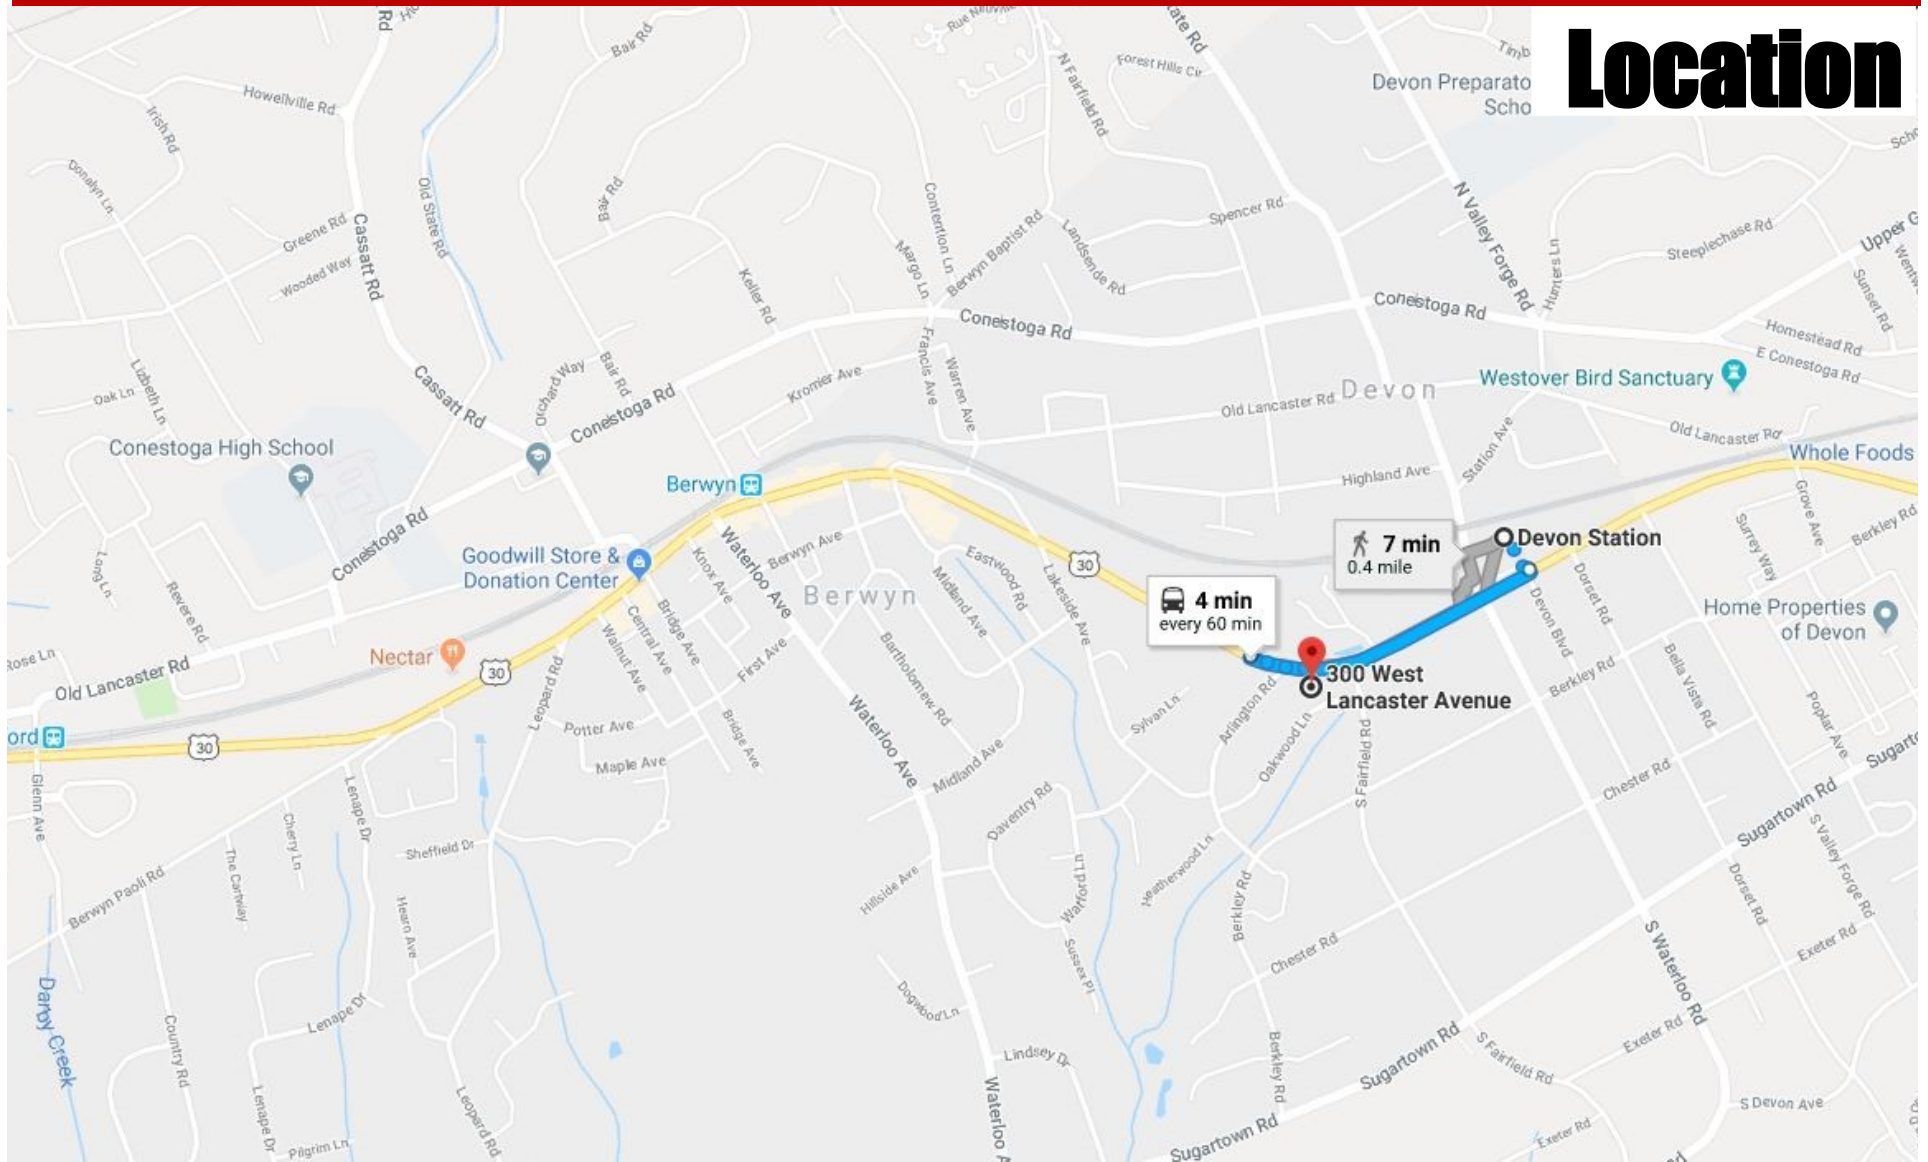 Location
Rd
Bair Rd
State Rd
Forest Hills Cir
N Fairfield Rd
Devon Preparato
Scho
Howellville Rd
Irish Rd
Donalyn Ln
Old State Rd
Bair Rd
Contention Ln
Spencer Rd
N Valley Forge Rd
Greene Rd
Cassatt Rd
Wooded Way
Margo Ln
Berwyn Baptist Rd
Landsende Rd
Hunters Ln
Steeplechase Rd
Upper G
Sunset Rd
Keller Rd
Conestoga Rd
Conestoga Rd
Homestead Rd
E Conestoga Rd
Lizbeth Ln
Oak Ln
Cassatt Rd
Orchard Way
Bair Rd
Conestoga Rd
Kromer Ave
Francis Ave
Warren Ave
Old Lancaster Rd
Devon
Westover Bird Sanctuary
Station Ave
Old Lancaster Rd
Whole Foods
Conestoga High School
Berwyn
Highland Ave
Grove Ave
Berkley Rd
Surrey Way
Conestoga Rd
Goodwill Store &
Donation Center
Knox Ave
Waterloo Ave
Berwyn Ave
Berwyn
Eastwood Rd
Midland Ave
Lakeside Ave
30
7 min
0.4 mile
Devon Station
4 min
every 60 min
Devon Blvd
Dorset Rd
Home Properties
of Devon
Long Ln
Revere Rd
Rose Ln
Old Lancaster Rd
Nectar
30
Walnut Ave
Central Ave
Bridge Ave
First Ave
Bartholomew Rd
300 West
Lancaster Avenue
Berkley Rd
Bella Vista Rd
Poplar Ave
ord
30
Leopard Rd
Potter Ave
Maple Ave
Bridge Ave
Waterloo Ave
Midland Ave
Sylvan Ln
Arlington Rd
Oakwood Ln
S Fairfield Rd
Chester Rd
Sugartown Rd
Sugarto
Glenn Ave
Lenape Dr
Cherry Ln
The Cartway
Sheffield Dr
Daventry Rd
Watford Ln
Heatherwood Ln
S Valley Forge Rd
Dorset Rd
Berwyn Paoli Rd
Hearn Ave
Hillside Ave
Sussex Pl
Berkley Rd
Chester Rd
S Waterloo Rd
Exeter Rd
Darby Creek
Country Rd
Lenape Dr
Dogwood Ln
Lindsey Dr
Berkley Rd
Sugartown Rd
S Fairfield Rd
Exeter Rd
S Devon Ave
Lenape Dr
Pilgrim Ln
Leopard Rd
Waterloo A
Sugartown Rd
Exeter Rd
Rd